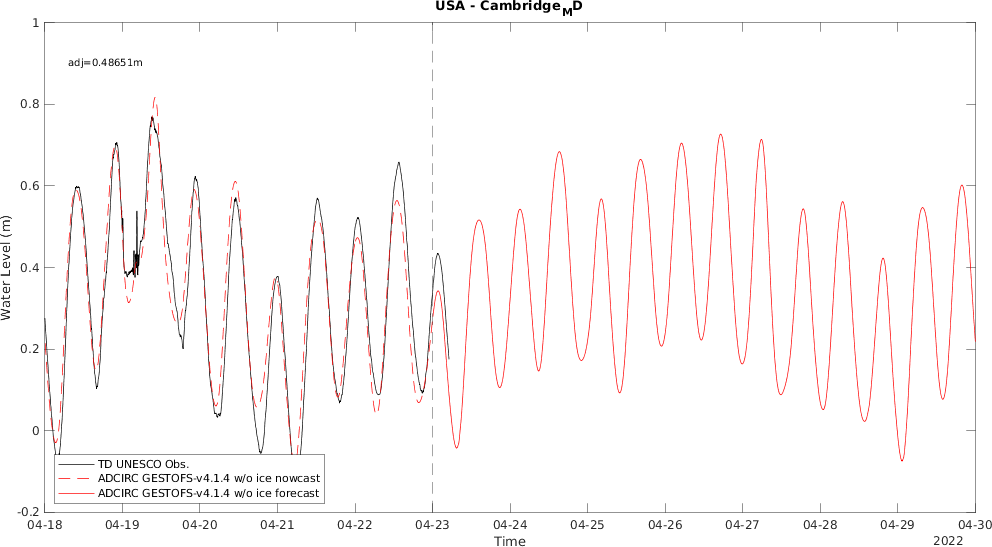 USA - Cambridge_MD
adj=0.48651m
Water Level (m)
1
0.8
0.6
0.4
0.2
0
-0.2
TD UNESCO Obs.
ADCIRC GESTOFS-v4.1.4 w/o ice nowcast
ADCIRC GESTOFS-v4.1.4 w/o ice forecast
04-18 04-19 04-20 04-21 04-22 04-23 04-24 04-25 04-26 04-27 04-28 04-29 04-30
Time
2022